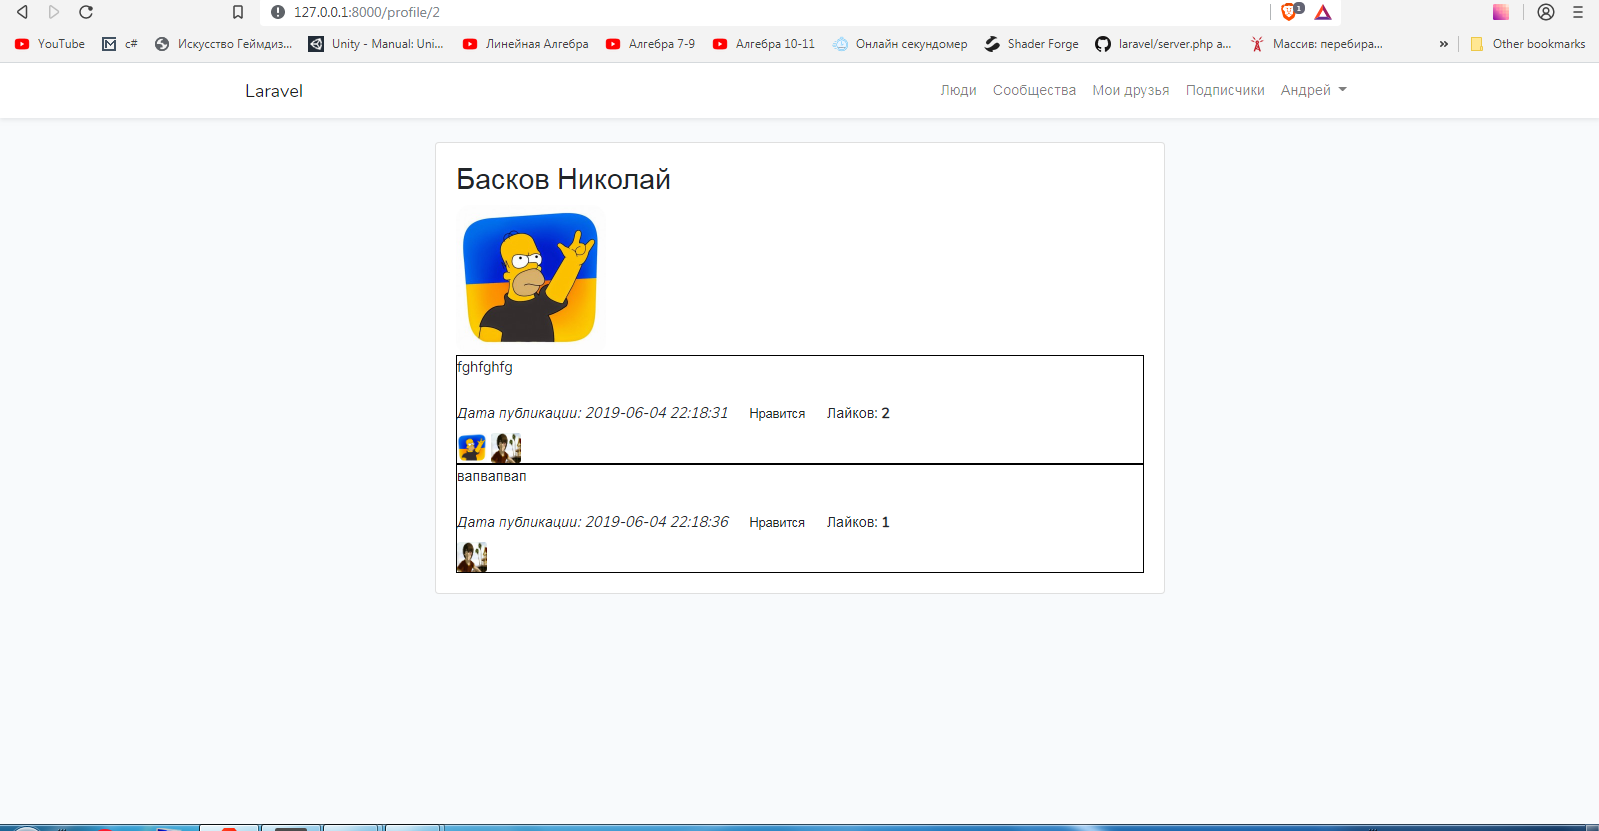 127.0.0.1:8000/profile/2
1
YouTube c# Искусство Геймдиз... Unity - Manual: Uni... Линейная Алгебра Алгебра 7-9 Алгебра 10-11 Онлайн секундомер Shader Forge laravel/server.php a... Массив: перебира... » Other bookmarks
Laravel Люди Сообщества Мои друзья Подписчики Андрей
Басков Николай
fghfghfg
Дата публикации: 2019-06-04 22:18:31 Нравится Лайков: 2
вапвапвап
Дата публикации: 2019-06-04 22:18:36 Нравится Лайков: 1